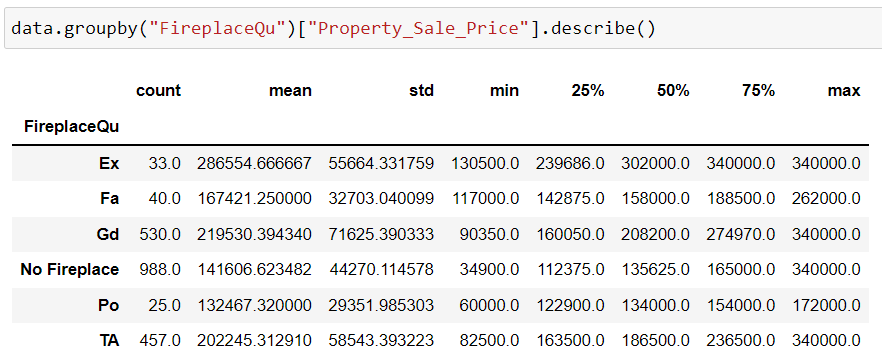 data.groupby("FireplaceQu")["Property_Sale_Price"].describe()
count mean std min 25% 50% 75% max
FireplaceQu
Ex 33.0 286554.666667 55664.331759 130500.0 239686.0 302000.0 340000.0 340000.0
Fa 40.0 167421.250000 32703.040099 117000.0 142875.0 158000.0 188500.0 262000.0
Gd 530.0 219530.394340 71625.390333 90350.0 160050.0 208200.0 274970.0 340000.0
No Fireplace 988.0 141606.623482 44270.114578 34900.0 112375.0 135625.0 165000.0 340000.0
Po 25.0 132467.320000 29351.985303 60000.0 122900.0 134000.0 154000.0 172000.0
TA 457.0 202245.312910 58543.393223 82500.0 163500.0 186500.0 236500.0 340000.0